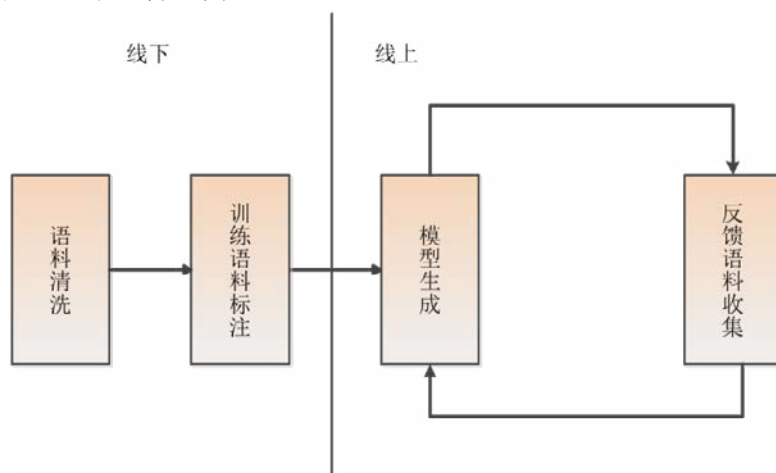 线下
线上
语料清洗
训练语料标注
模型生成
反馈语料收集